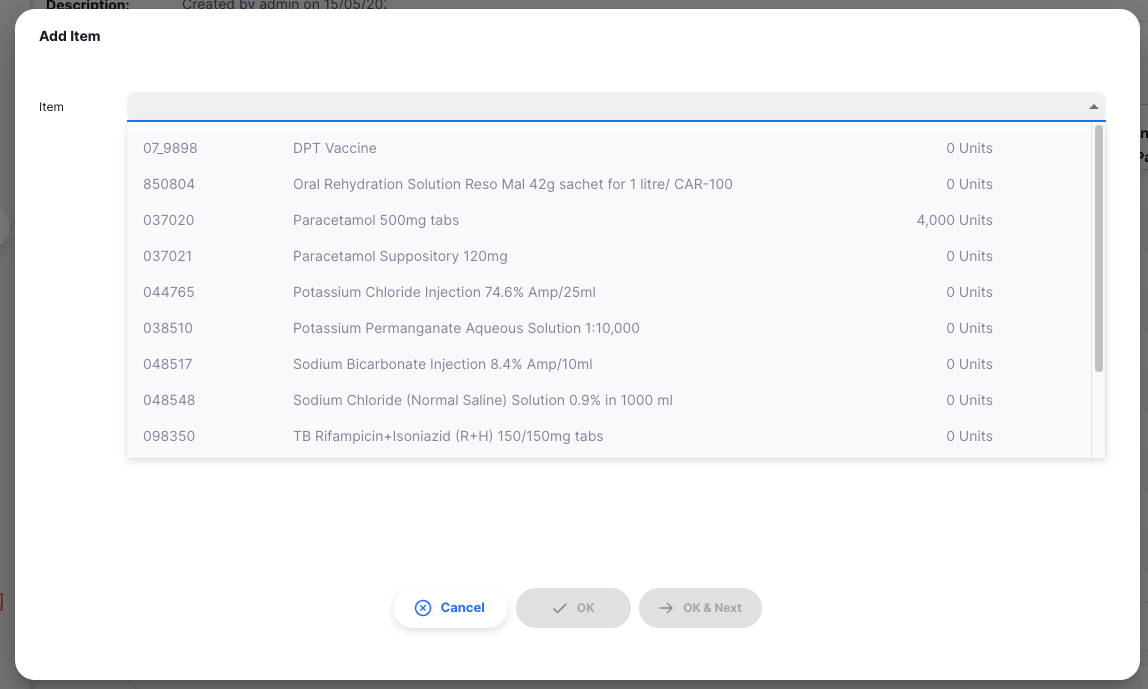 Description: Created by admin on 15/05/202
Add Item
Item
07_9898 DPT Vaccine 0 Units
850804 Oral Rehydration Solution Reso Mal 42g sachet for 1 litre/ CAR-100 0 Units
037020 Paracetamol 500mg tabs 4,000 Units
037021 Paracetamol Suppository 120mg 0 Units
044765 Potassium Chloride Injection 74.6% Amp/25ml 0 Units
038510 Potassium Permanganate Aqueous Solution 1:10,000 0 Units
048517 Sodium Bicarbonate Injection 8.4% Amp/10ml 0 Units
048548 Sodium Chloride (Normal Saline) Solution 0.9% in 1000 ml 0 Units
098350 TB Rifampicin+Isoniazid (R+H) 150/150mg tabs 0 Units
Cancel OK OK & Next